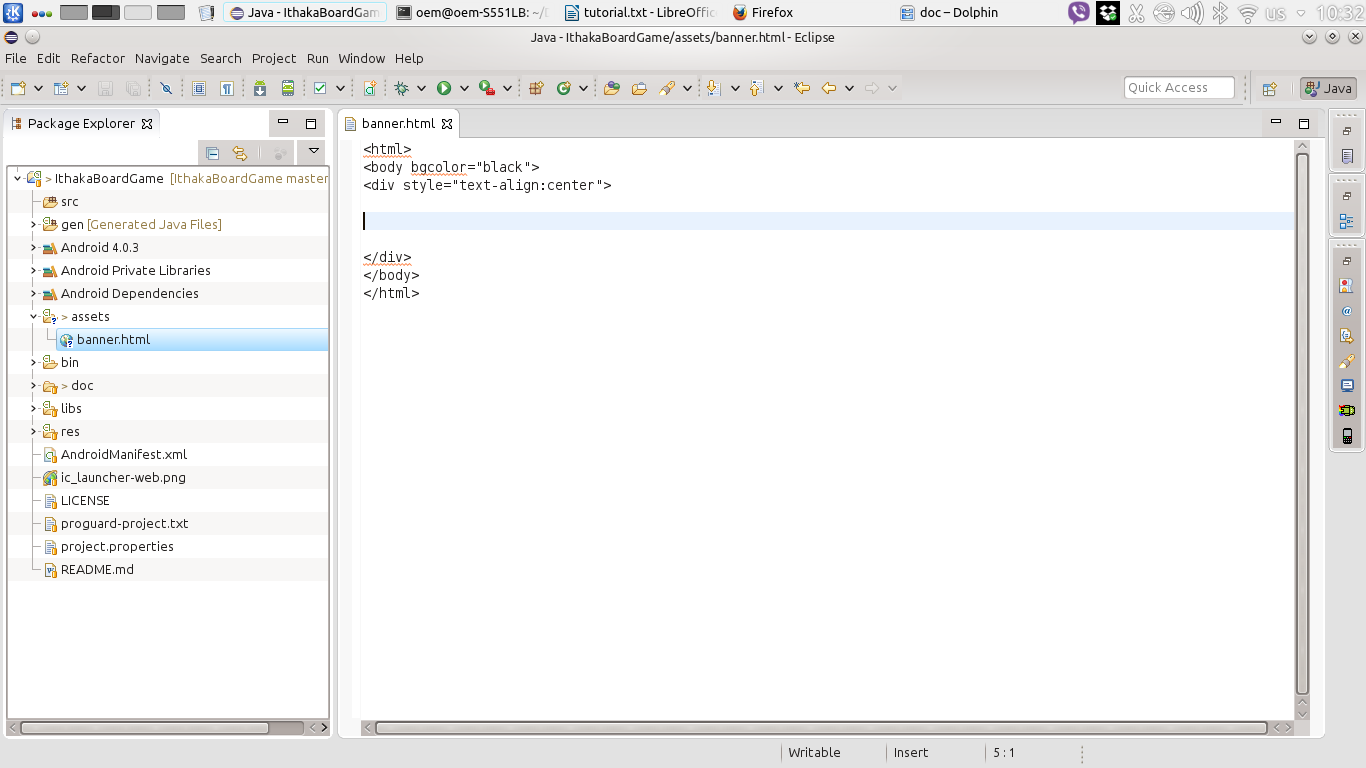 Java - IthakaBoardGam
oem@oem-S551LB: ~/t
tutorial.txt - LibreOffic
Firefox
doc – Dolphin
us
10:32
Java - IthakaBoardGame/assets/banner.html - Eclipse
File Edit Refactor Navigate Search Project Run Window Help
Quick Access
Java
Package Explorer
banner.html
> IthakaBoardGame [IthakaBoardGame master
src
gen [Generated Java Files]
Android 4.0.3
Android Private Libraries
Android Dependencies
> assets
banner.html
bin
> doc
libs
res
AndroidManifest.xml
ic_launcher-web.png
LICENSE
proguard-project.txt
project.properties
README.md
<html>
<body bgcolor="black">
<div style="text-align:center">
</div>
</body>
</html>
Writable
Insert
5 : 1